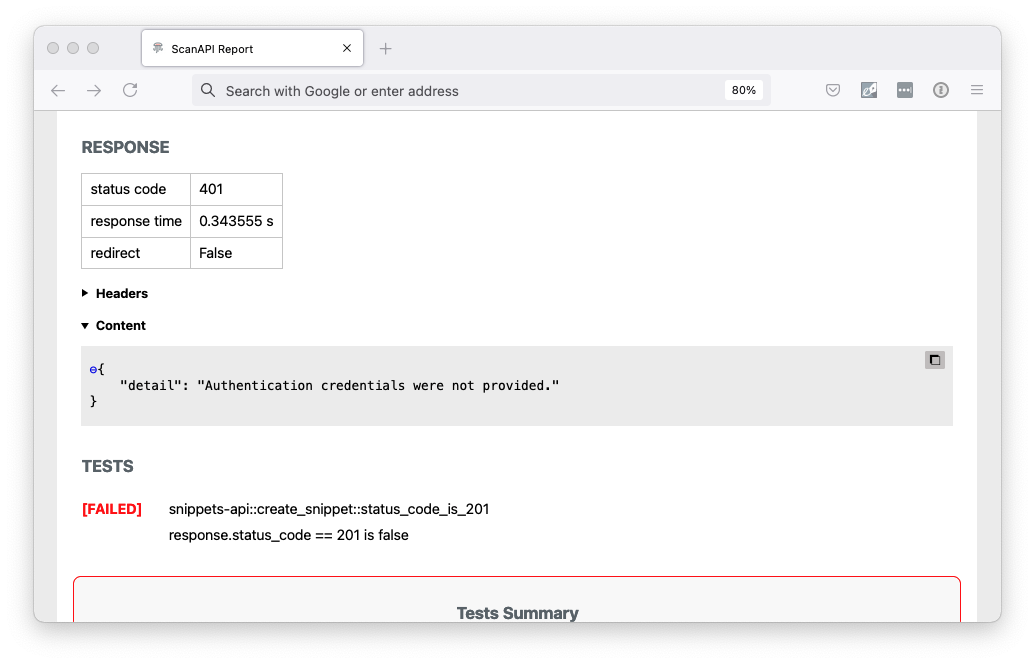 ScanAPI Report
Search with Google or enter address
80%
RESPONSE
status code 401
response time 0.343555 s
redirect False
Headers
Content
{
"detail": "Authentication credentials were not provided."
}
TESTS
[FAILED] snippets-api::create_snippet::status_code_is_201
response.status_code == 201 is false
Tests Summary